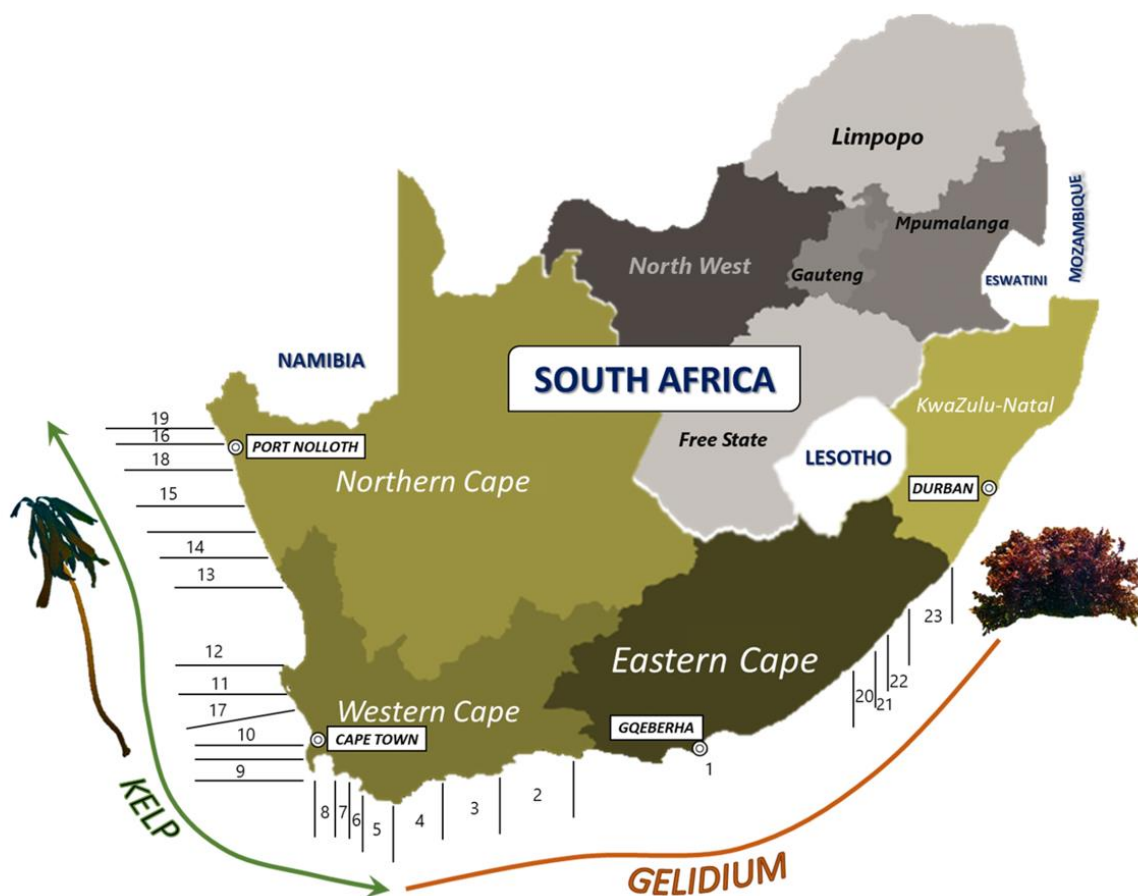 Limpopo
Mpumalanga
MOZAMBIQUE
North West
Gauteng
ESWATINI
NAMIBIA
SOUTH AFRICA
KwaZulu-Natal
19
16
PORT NOLLOTH
Free State
LESOTHO
18
Northern Cape
DURBAN
15
14
13
23
12
Eastern Cape
22
20
21
11
17
Western Cape
GQEBERHA
10
CAPE TOWN
9
1
8
7
6
5
4
3
2
KELP
GELIDIUM